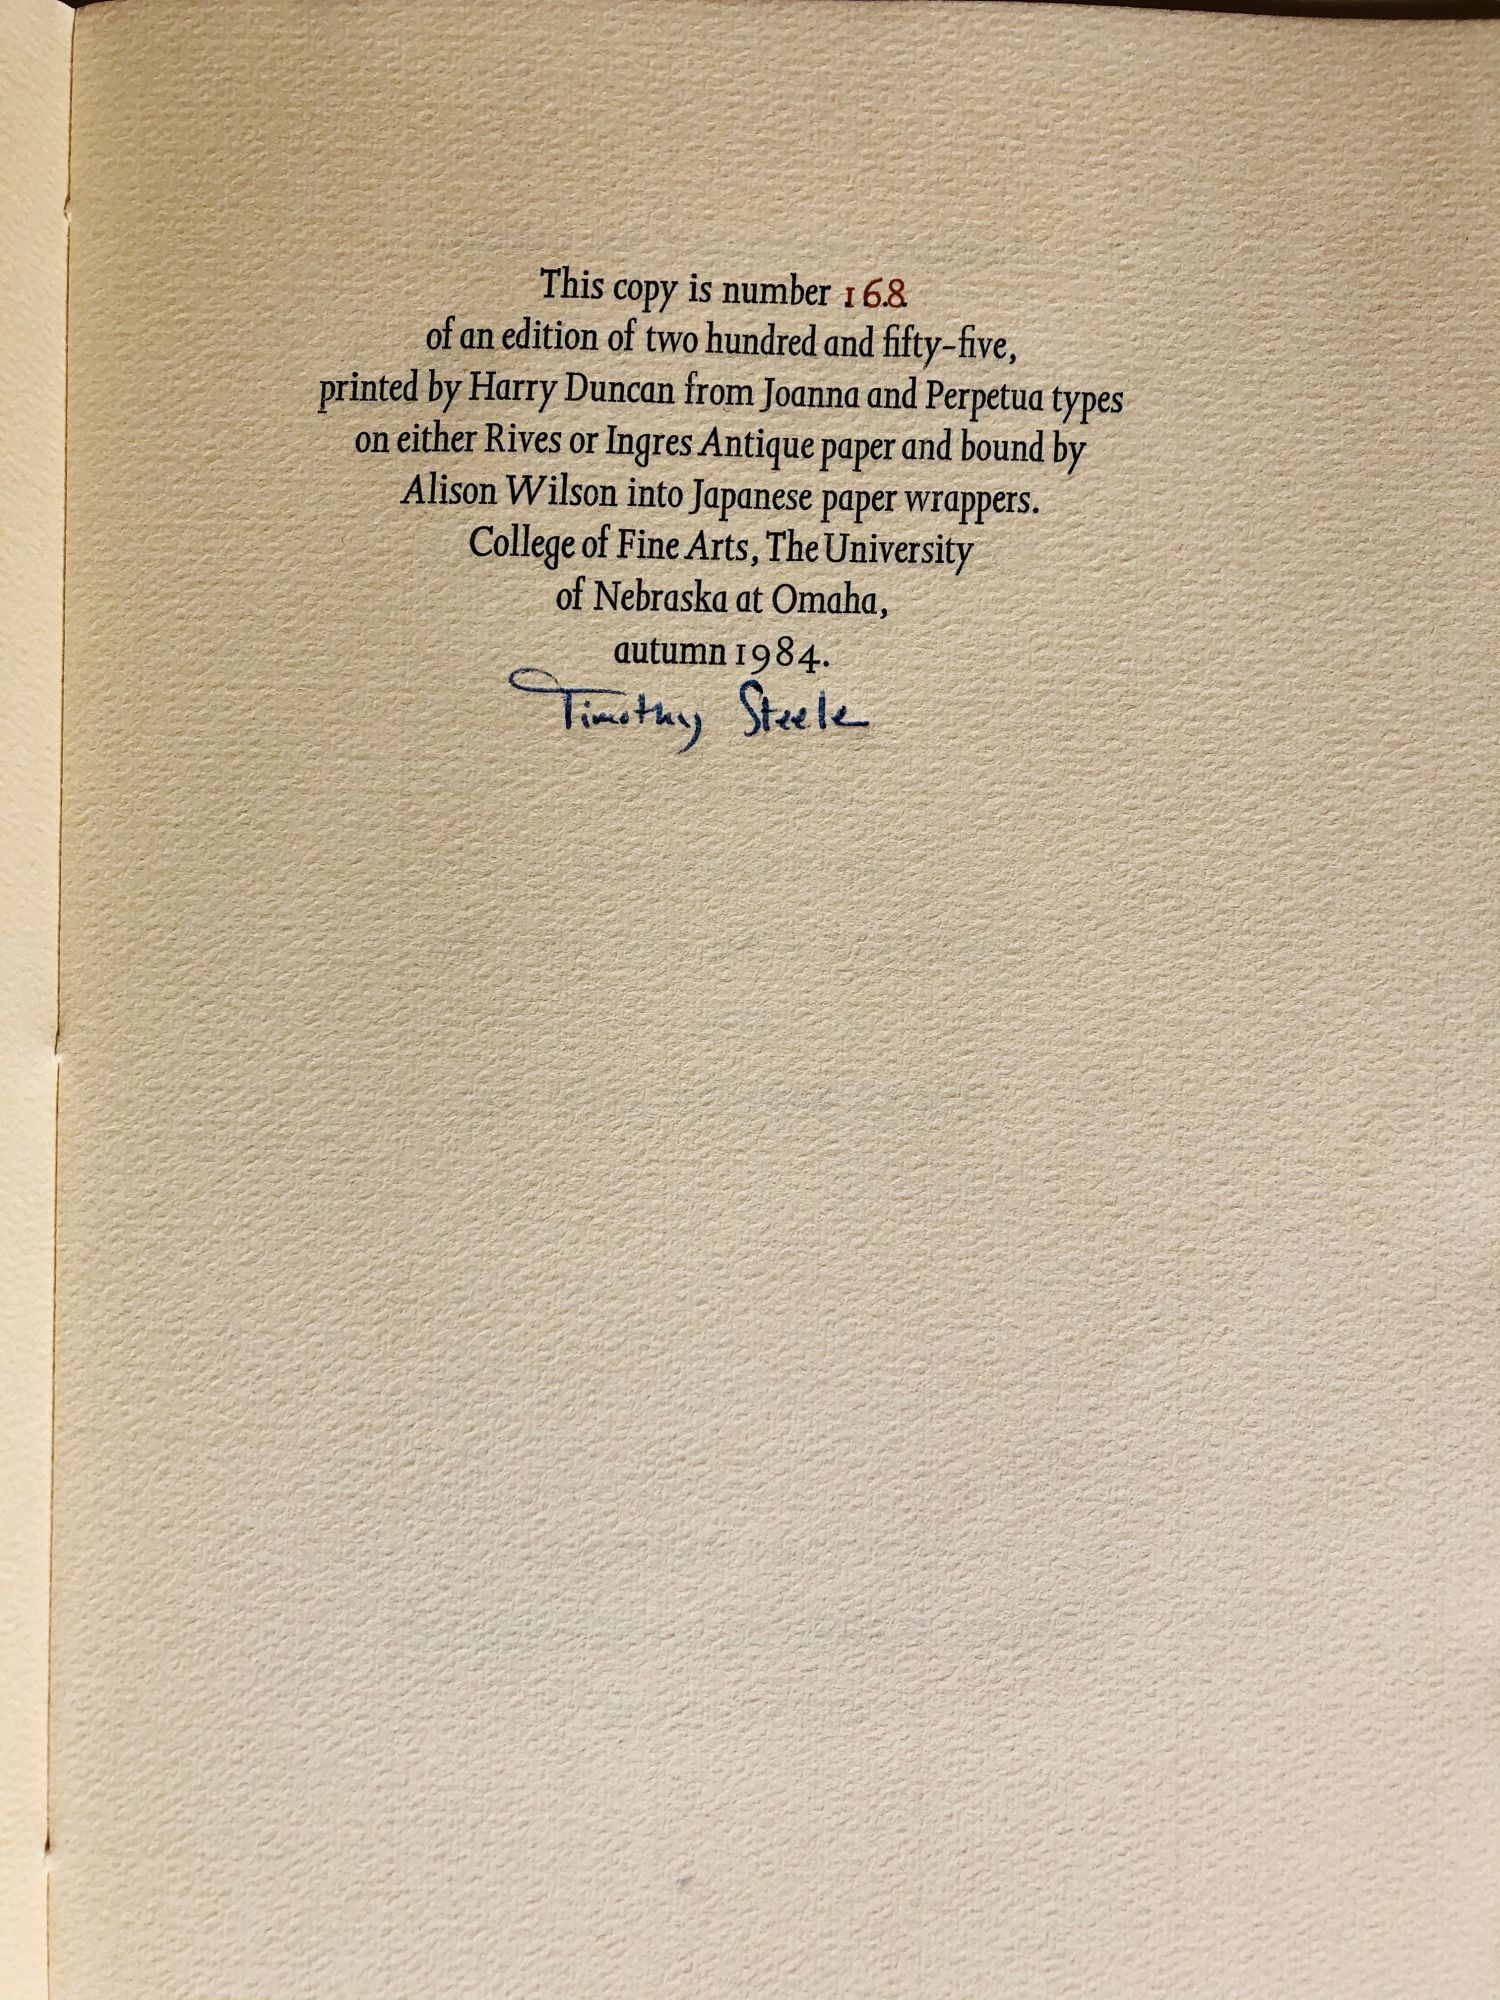 This copy is number 168
of an edition of two hundred and fifty-five,
printed by Harry Duncan from Joanna and Perpetua types
on either Rives or Ingres Antique paper and bound by
Alison Wilson into Japanese paper wrappers.
College of Fine Arts, The University
of Nebraska at Omaha,
autumn 1984.
Timothy Steele